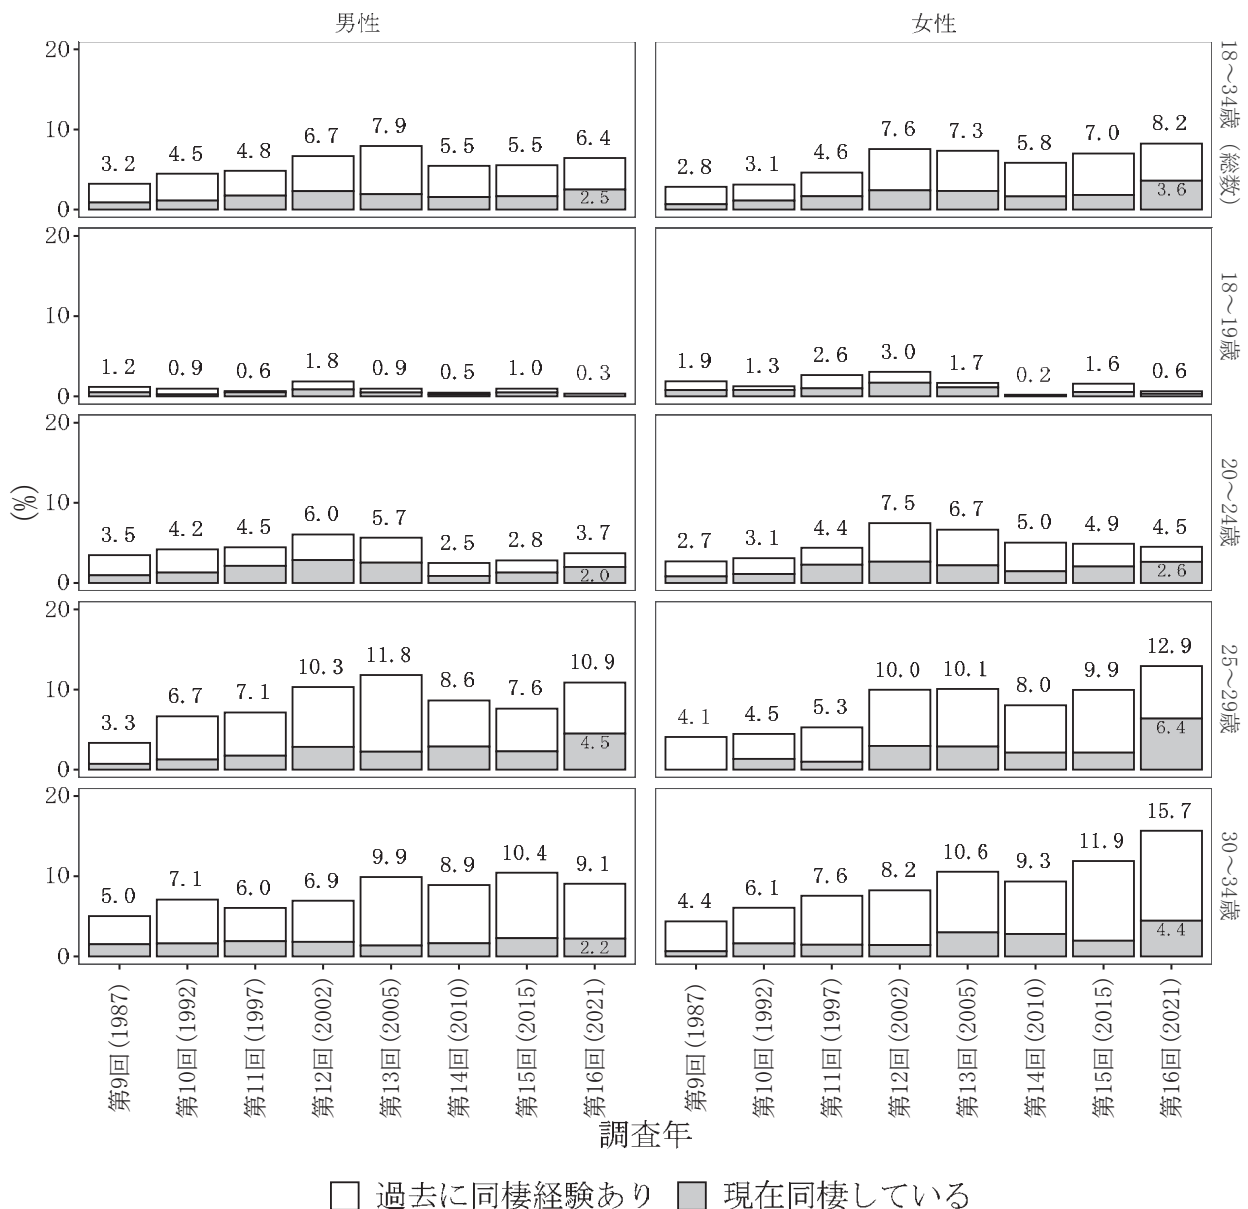 男性 女性
20
10
0
3.2 4.5 4.8 6.7 7.9 5.5 5.5 6.4
2.5
2.8 3.1 4.6 7.6 7.3 5.8 7.0 8.2
3.6
18～34歳 (総数)
20
10
0
1.2 0.9 0.6 1.8 0.9 0.5 1.0 0.3
1.9 1.3 2.6 3.0 1.7 0.2 1.6 0.6
18～19歳
(%)
20
10
0
3.5 4.2 4.5 6.0 5.7 2.5 2.8 3.7
2.0
2.7 3.1 4.4 7.5 6.7 5.0 4.9 4.5
2.6
20～24歳
20
10
0
3.3 6.7 7.1 10.3 11.8 8.6 7.6 10.9
4.5
4.1 4.5 5.3 10.0 10.1 8.0 9.9 12.9
6.4
25～29歳
20
10
0
5.0 7.1 6.0 6.9 9.9 8.9 10.4 9.1
2.2
4.4 6.1 7.6 8.2 10.6 9.3 11.9 15.7
4.4
30～34歳
第9回(1987)
第10回(1992)
第11回(1997)
第12回(2002)
第13回(2005)
第14回(2010)
第15回(2015)
第16回(2021)
第9回(1987)
第10回(1992)
第11回(1997)
第12回(2002)
第13回(2005)
第14回(2010)
第15回(2015)
第16回(2021)
調査年
過去に同棲経験あり 現在同棲している